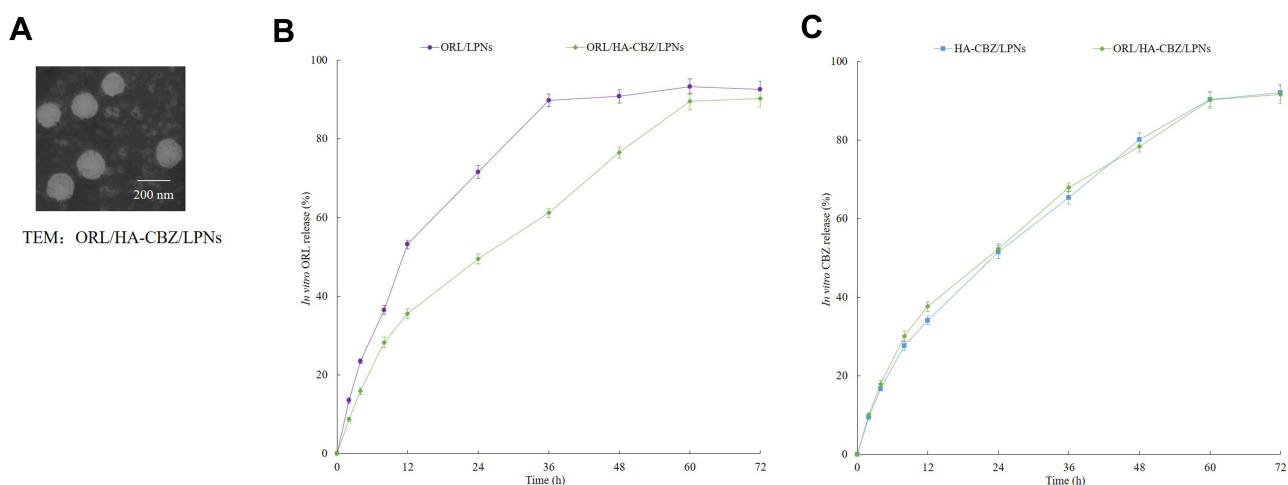 A
200 nm
TEM： ORL/HA-CBZ/LPNs
B
ORL/LPNs
ORL/HA-CBZ/LPNs
100
80
60
40
20
0
In vitro ORL release (%)
0 12 24 36 48 60 72
Time (h)
C
HA-CBZ/LPNs
ORL/HA-CBZ/LPNs
100
80
60
40
20
0
In vitro CBZ release (%)
0 12 24 36 48 60 72
Time (h)